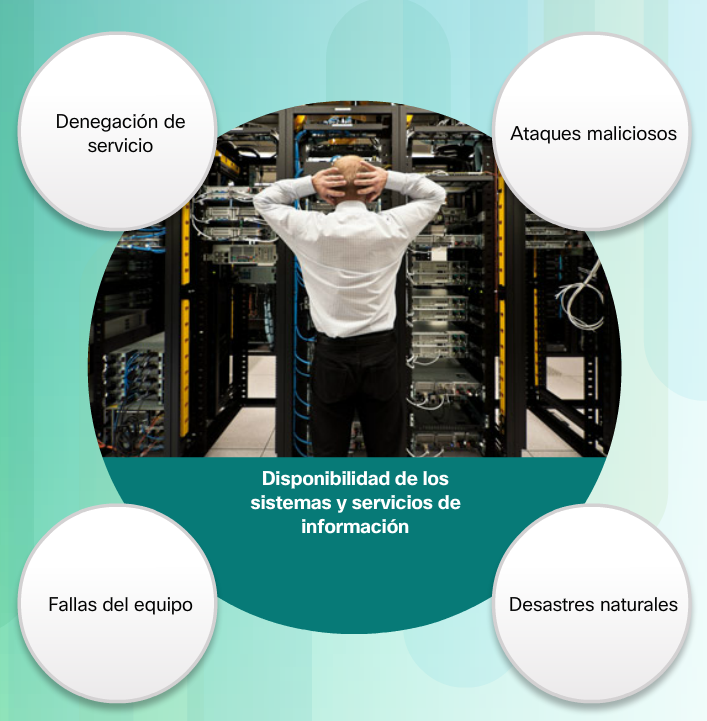 Denegación de
servicio
Ataques maliciosos
Disponibilidad de los
sistemas y servicios de
información
Fallas del equipo
Desastres naturales